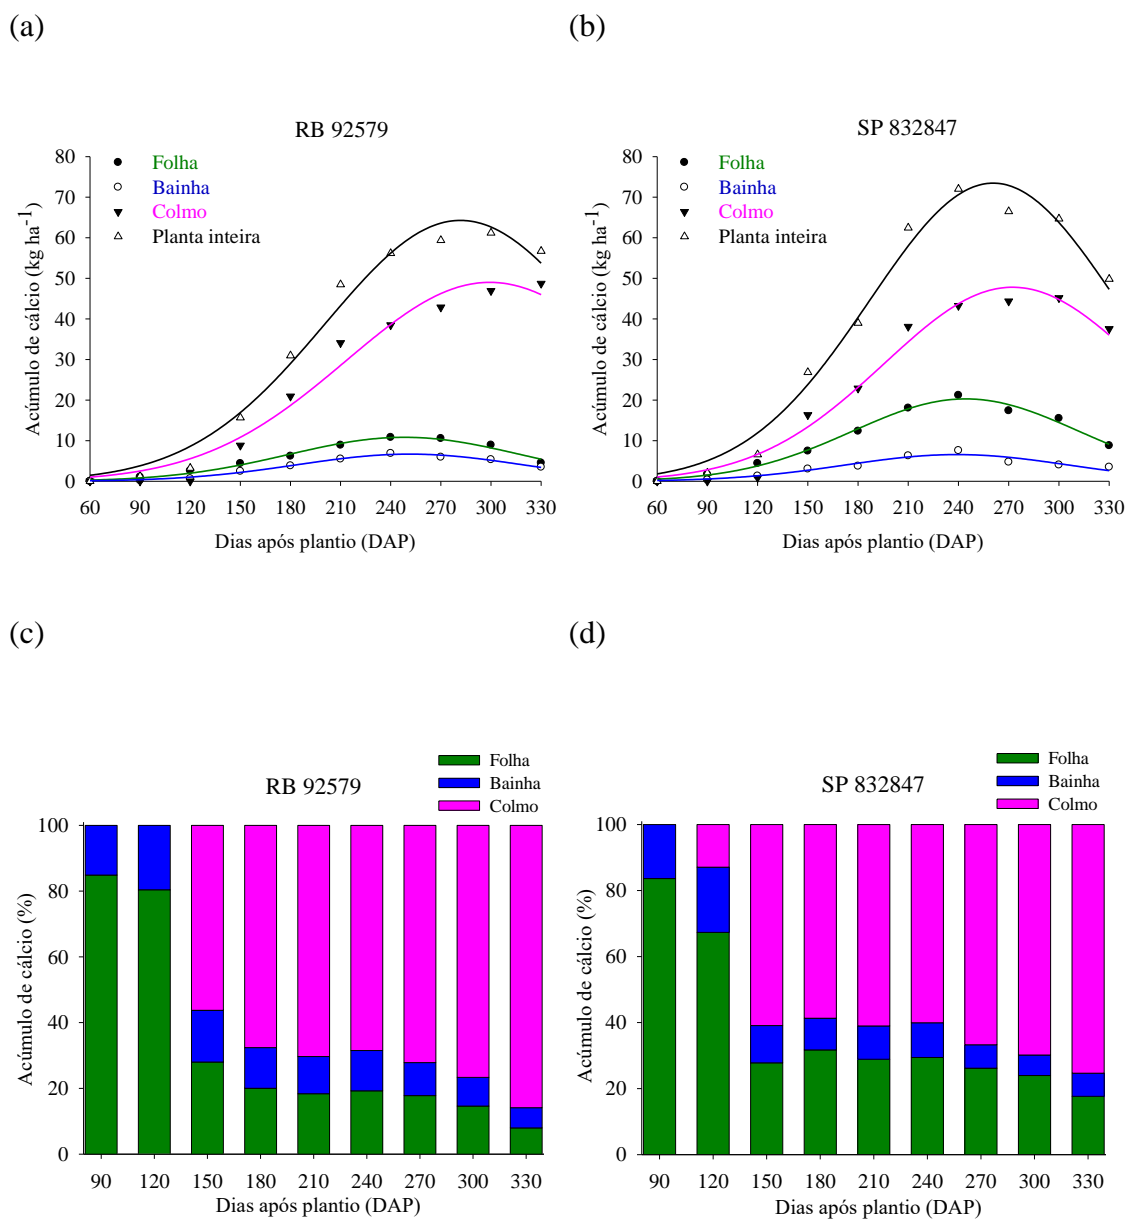 (a)
(b)
RB 92579
SP 832847
80
70
60
50
40
30
20
10
0
Acúmulo de cálcio (kg ha-1)
Folha
Bainha
Colmo
Planta inteira
60 90 120 150 180 210 240 270 300 330
Dias após plantio (DAP)
80
70
60
50
40
30
20
10
0
Acúmulo de cálcio (kg ha-1)
Folha
Bainha
Colmo
Planta inteira
60 90 120 150 180 210 240 270 300 330
Dias após plantio (DAP)
(c)
(d)
RB 92579
Folha
Bainha
Colmo
100
80
60
40
20
0
Acúmulo de cálcio (%)
90 120 150 180 210 240 270 300 330
Dias após plantio (DAP)
SP 832847
Folha
Bainha
Colmo
100
80
60
40
20
0
Acúmulo de cálcio (%)
90 120 150 180 210 240 270 300 330
Dias após plantio (DAP)